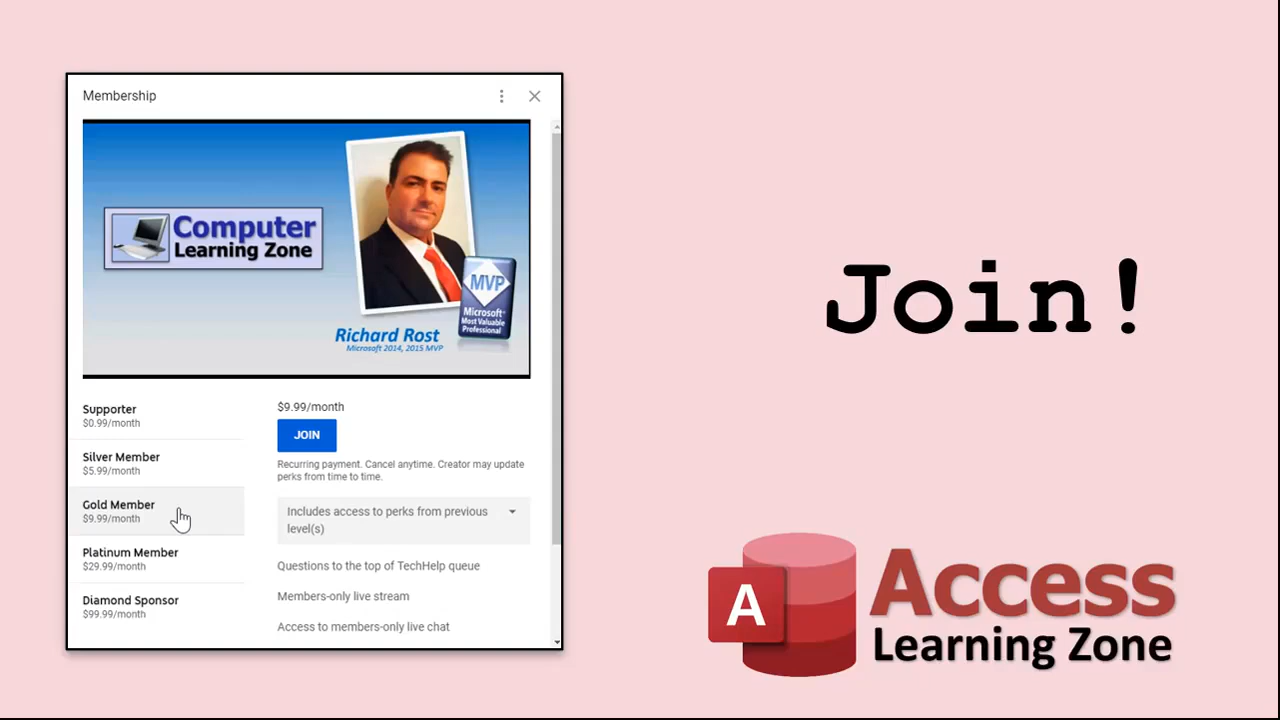 Membership
Computer
Learning Zone
MVP
Microsoft®
Most Valuable
Professional
Richard Rost
Microsoft 2014, 2015 MVP
Supporter
$0.99/month
Silver Member
$5.99/month
Gold Member
$9.99/month
Platinum Member
$29.99/month
Diamond Sponsor
$99.99/month
$9.99/month
JOIN
Recurring payment. Cancel anytime. Creator may update
perks from time to time.
Includes access to perks from previous
level(s)
Questions to the top of TechHelp queue
Members-only live stream
Access to members-only live chat
Join!
A
Access
Learning Zone